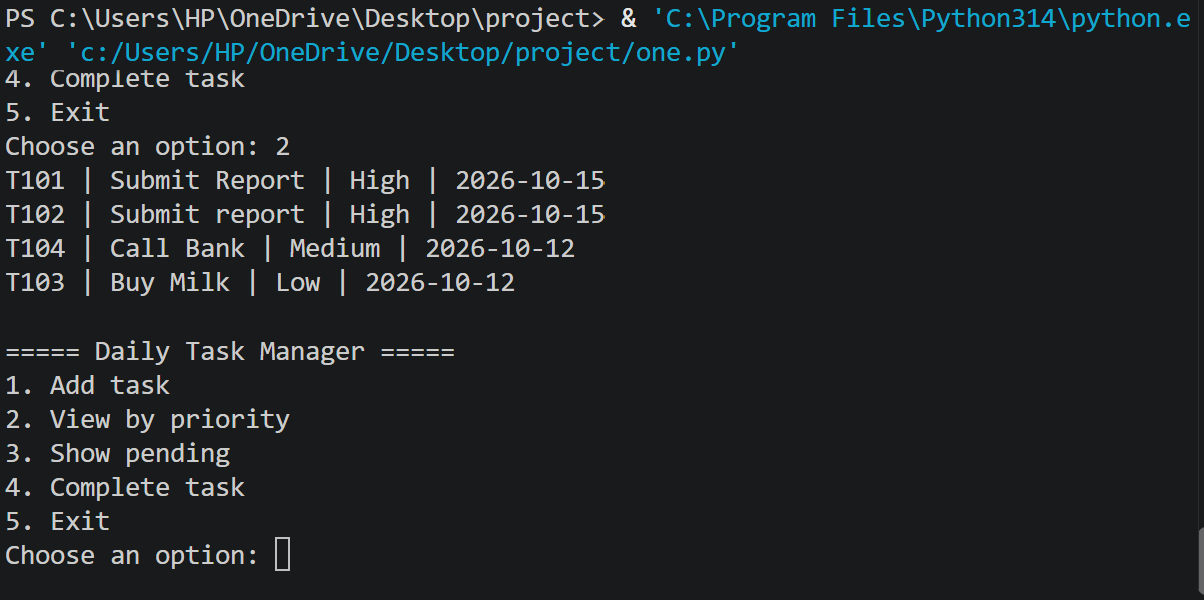 PS C:\Users\HP\OneDrive\Desktop\project> & 'C:\Program Files\Python314\python.e
xe' 'c:/Users/HP/OneDrive/Desktop/project/one.py'
4. Complete task
5. Exit
Choose an option: 2
T101 | Submit Report | High | 2026-10-15
T102 | Submit report | High | 2026-10-15
T104 | Call Bank | Medium | 2026-10-12
T103 | Buy Milk | Low | 2026-10-12
===== Daily Task Manager =====
1. Add task
2. View by priority
3. Show pending
4. Complete task
5. Exit
Choose an option: